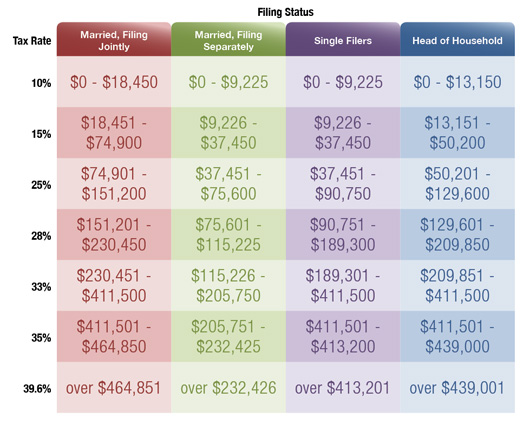 Filing Status
Tax Rate
Married, Filing
Jointly
Married, Filing
Separately
Single Filers
Head of Household
10%
$0 - $18,450
$0 - $9,225
$0 - $9,225
$0 - $13,150
15%
$18,451 -
$74,900
$9,226 -
$37,450
$9,226 -
$37,450
$13,151 -
$50,200
25%
$74,901 -
$151,200
$37,451 -
$75,600
$37,451 -
$90,750
$50,201 -
$129,600
28%
$151,201 -
$230,450
$75,601 -
$115,225
$90,751 -
$189,300
$129,601 -
$209,850
33%
$230,451 -
$411,500
$115,226 -
$205,750
$189,301 -
$411,500
$209,851 -
$411,500
35%
$411,501 -
$464,850
$205,751 -
$232,425
$411,501 -
$413,200
$411,501 -
$439,000
39.6%
over $464,851
over $232,426
over $413,201
over $439,001